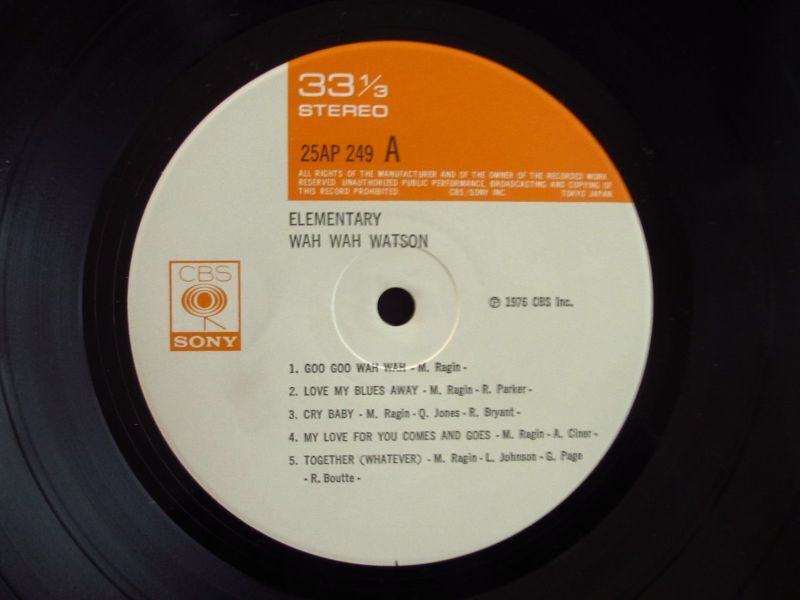 33 1/3
STEREO
25AP 249 A
ALL RIGHTS OF THE MANUFACTURER AND OF THE OWNER OF THE RECORDED WORK
RESERVED UNAUTHORIZED PUBLIC PERFORMANCE, BROADCASTING AND COPYING OF
THIS RECORD PROHIBITED. CBS/SONY INC. TOKYO JAPAN
ELEMENTARY
WAH WAH WATSON
CBS
SONY
℗ 1976 CBS Inc.
1. GOO GOO WAH WAH - M. Ragin -
2. LOVE MY BLUES AWAY - M. Ragin - R. Parker -
3. CRY BABY - M. Ragin - Q. Jones - R. Bryant -
4. MY LOVE FOR YOU COMES AND GOES - M. Ragin - A. Ciner -
5. TOGETHER (WHATEVER) - M. Ragin - L. Johnson - G. Page
- R. Boutte -